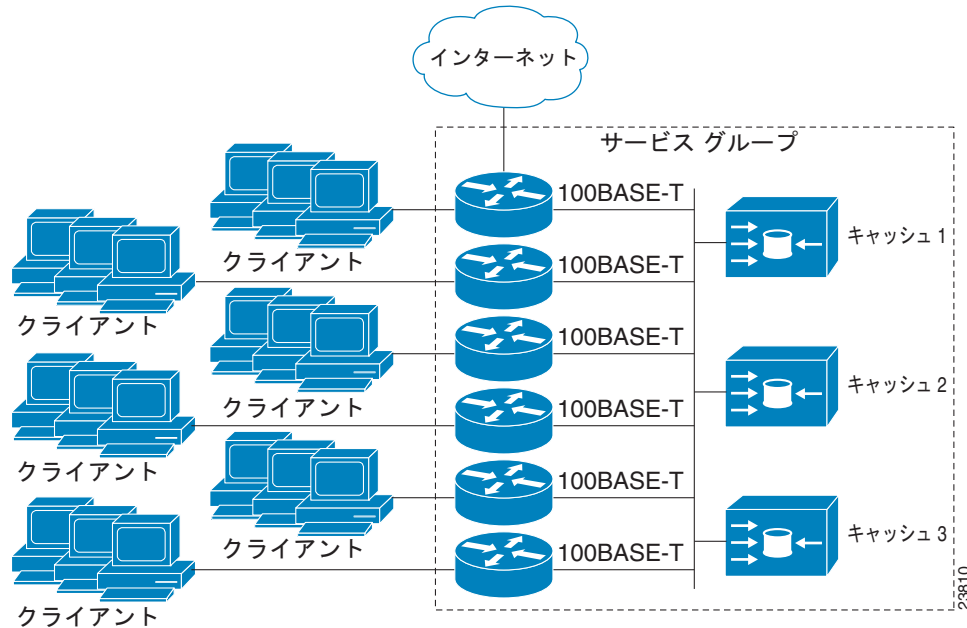 インターネット
サービス グループ
100BASE-T
キャッシュ 1
クライアント
100BASE-T
クライアント
100BASE-T
キャッシュ 2
クライアント
100BASE-T
クライアント
100BASE-T
キャッシュ 3
クライアント
100BASE-T
クライアント
23810